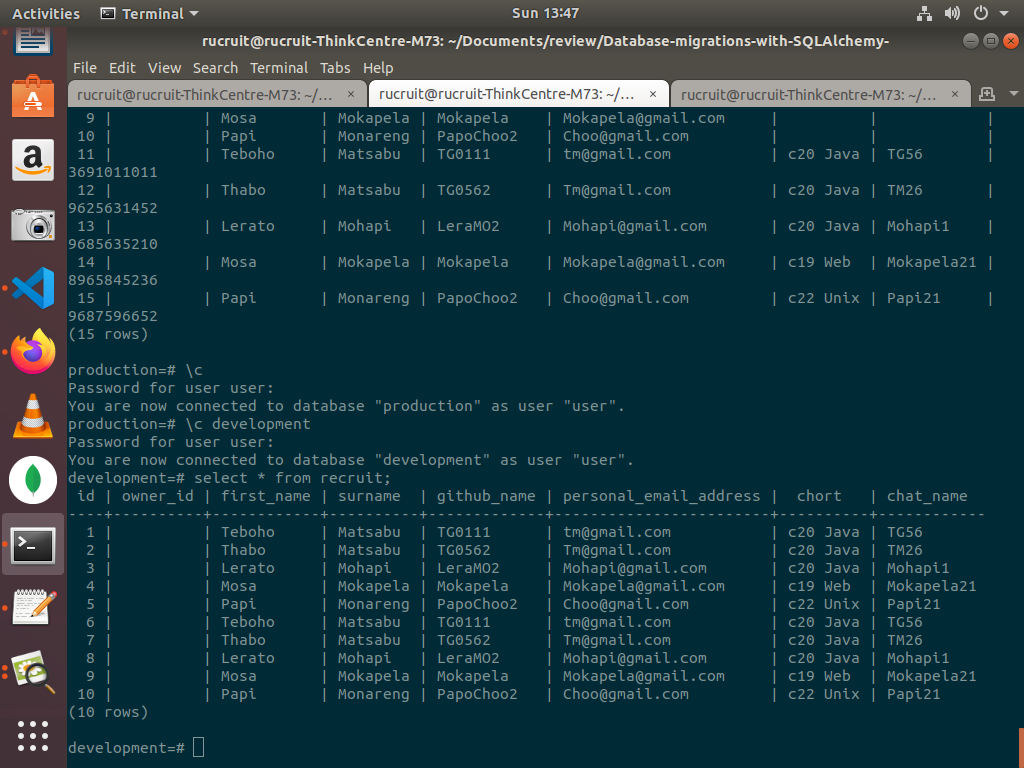 Activities Terminal Sun 13:47
rucruit@rucruit-ThinkCentre-M73: ~/Documents/review/Database-migrations-with-SQLAlchemy-
File Edit View Search Terminal Tabs Help
rucruit@rucruit-ThinkCentre-M73: ~/... × rucruit@rucruit-ThinkCentre-M73: ~/... × rucruit@rucruit-ThinkCentre-M73: ~/... ×
  9 |          | Mosa       | Mokapela | Mokapela    | Mokapela@gmail.com     |          |            |
 10 |          | Papi       | Monareng | PapoChoo2   | Choo@gmail.com         |          |            |
 11 |          | Teboho     | Matsabu  | TG0111      | tm@gmail.com           | c20 Java | TG56       |
3691011011
 12 |          | Thabo      | Matsabu  | TG0562      | Tm@gmail.com           | c20 Java | TM26       |
9625631452
 13 |          | Lerato     | Mohapi   | LeraMO2     | Mohapi@gmail.com       | c20 Java | Mohapi1    |
9685635210
 14 |          | Mosa       | Mokapela | Mokapela    | Mokapela@gmail.com     | c19 Web  | Mokapela21 |
8965845236
 15 |          | Papi       | Monareng | PapoChoo2   | Choo@gmail.com         | c22 Unix | Papi21     |
9687596652
(15 rows)
production=# \c
Password for user user:
You are now connected to database "production" as user "user".
production=# \c development
Password for user user:
You are now connected to database "development" as user "user".
development=# select * from recruit;
 id | owner_id | first_name | surname  | github_name | personal_email_address |  chort   | chat_name
----+----------+------------+----------+-------------+------------------------+----------+------------
  1 |          | Teboho     | Matsabu  | TG0111      | tm@gmail.com           | c20 Java | TG56
  2 |          | Thabo      | Matsabu  | TG0562      | Tm@gmail.com           | c20 Java | TM26
  3 |          | Lerato     | Mohapi   | LeraMO2     | Mohapi@gmail.com       | c20 Java | Mohapi1
  4 |          | Mosa       | Mokapela | Mokapela    | Mokapela@gmail.com     | c19 Web  | Mokapela21
  5 |          | Papi       | Monareng | PapoChoo2   | Choo@gmail.com         | c22 Unix | Papi21
  6 |          | Teboho     | Matsabu  | TG0111      | tm@gmail.com           | c20 Java | TG56
  7 |          | Thabo      | Matsabu  | TG0562      | Tm@gmail.com           | c20 Java | TM26
  8 |          | Lerato     | Mohapi   | LeraMO2     | Mohapi@gmail.com       | c20 Java | Mohapi1
  9 |          | Mosa       | Mokapela | Mokapela    | Mokapela@gmail.com     | c19 Web  | Mokapela21
 10 |          | Papi       | Monareng | PapoChoo2   | Choo@gmail.com         | c22 Unix | Papi21
(10 rows)
development=#